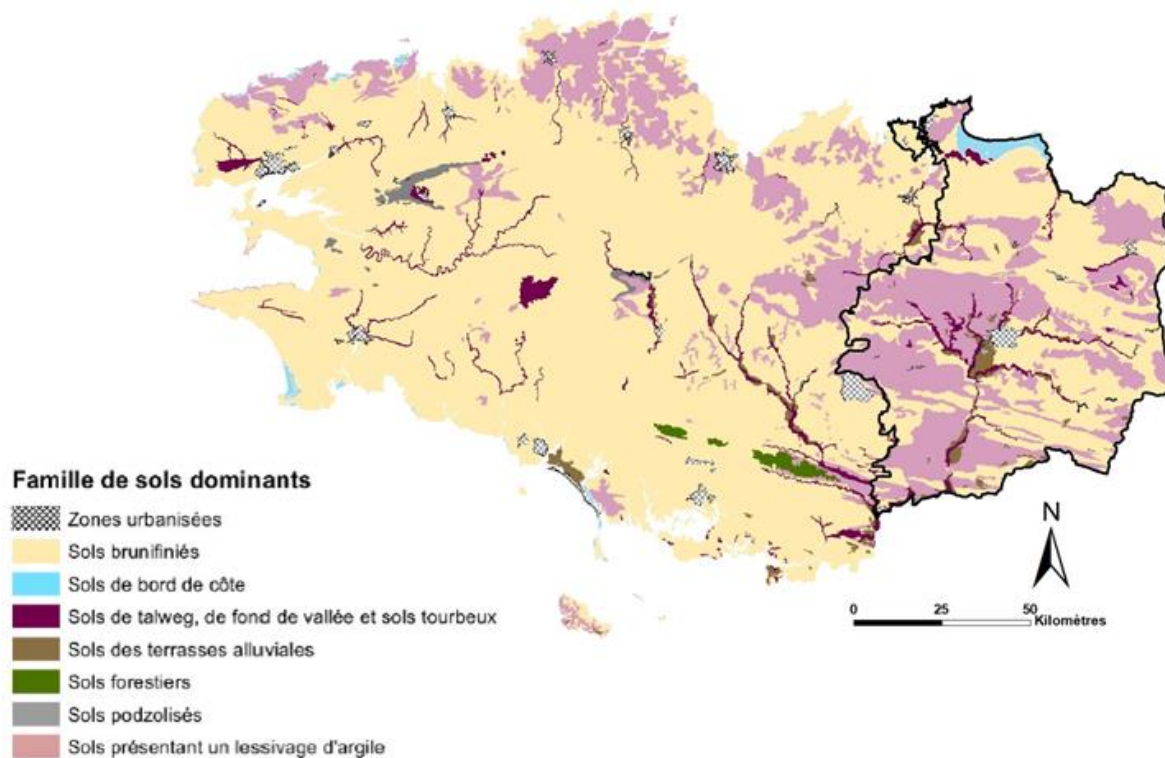 Famille de sols dominants
Zones urbanisées
Sols brunifiniés
Sols de bord de côte
Sols de talweg, de fond de vallée et sols tourbeux
Sols des terrasses alluviales
Sols forestiers
Sols podzolisés
Sols présentant un lessivage d'argile
N
0 25 50
Kilomètres